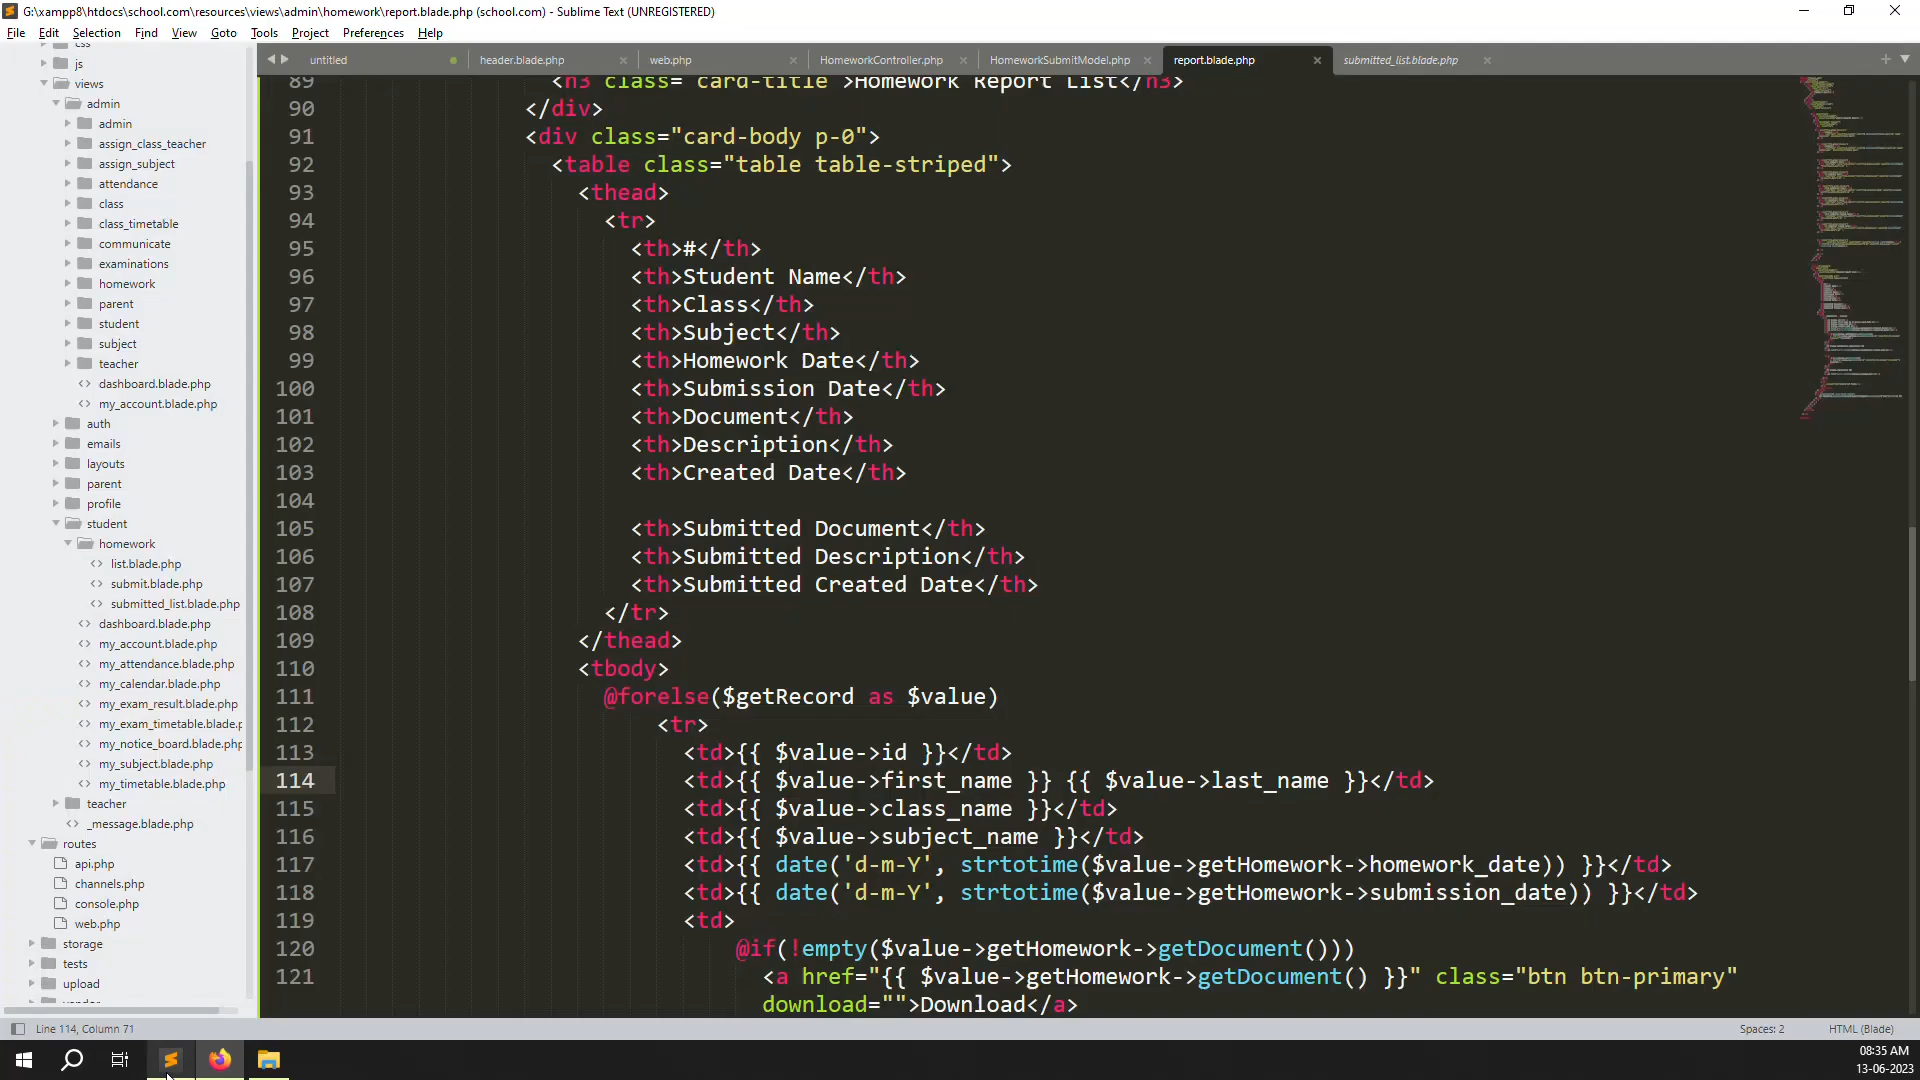 G:\xampp8\htdocs\school.com\resources\views\admin\homework\report.blade.php (school.com) - Sublime Text (UNREGISTERED)
File Edit Selection Find View Goto Tools Project Preferences Help
untitled header.blade.php web.php HomeworkController.php HomeworkSubmitModel.php report.blade.php submitted_list.blade.php
css
js
views
admin
admin
assign_class_teacher
assign_subject
attendance
class
class_timetable
communicate
examinations
homework
parent
student
subject
teacher
dashboard.blade.php
my_account.blade.php
auth
emails
layouts
parent
profile
student
homework
list.blade.php
submit.blade.php
submitted_list.blade.php
dashboard.blade.php
my_account.blade.php
my_attendance.blade.php
my_calendar.blade.php
my_exam_result.blade.php
my_exam_timetable.blade.p
my_notice_board.blade.php
my_subject.blade.php
my_timetable.blade.php
teacher
_message.blade.php
routes
api.php
channels.php
console.php
web.php
storage
tests
upload
89 <h3 class="card-title">Homework Report List</h3>
90 </div>
91 <div class="card-body p-0">
92 <table class="table table-striped">
93 <thead>
94 <tr>
95 <th>#</th>
96 <th>Student Name</th>
97 <th>Class</th>
98 <th>Subject</th>
99 <th>Homework Date</th>
100 <th>Submission Date</th>
101 <th>Document</th>
102 <th>Description</th>
103 <th>Created Date</th>
104
105 <th>Submitted Document</th>
106 <th>Submitted Description</th>
107 <th>Submitted Created Date</th>
108 </tr>
109 </thead>
110 <tbody>
111 @forelse($getRecord as $value)
112 <tr>
113 <td>{{ $value->id }}</td>
114 <td>{{ $value->first_name }} {{ $value->last_name }}</td>
115 <td>{{ $value->class_name }}</td>
116 <td>{{ $value->subject_name }}</td>
117 <td>{{ date('d-m-Y', strtotime($value->getHomework->homework_date)) }}</td>
118 <td>{{ date('d-m-Y', strtotime($value->getHomework->submission_date)) }}</td>
119 <td>
120 @if(!empty($value->getHomework->getDocument()))
121 <a href="{{ $value->getHomework->getDocument() }}" class="btn btn-primary"
download="">Download</a>
Line 114, Column 71
Spaces: 2
HTML (Blade)
08:35 AM
13-06-2023